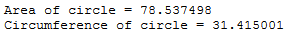 Area of circle = 78.537498
Circumference of circle = 31.415001